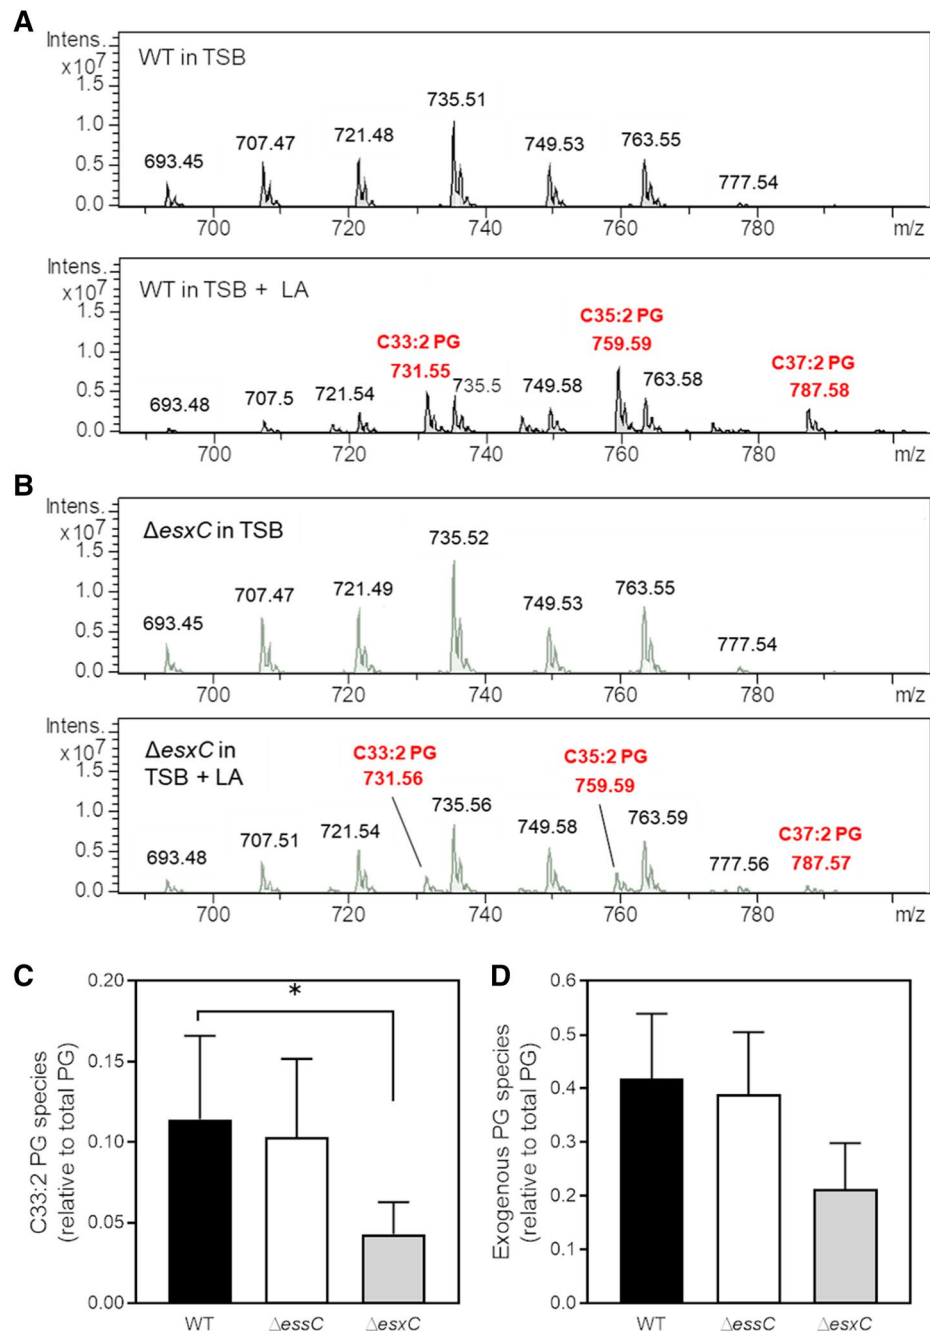 A
Intens.
x10⁷
WT in TSB
1.5
1.0
0.5
0.0
693.45
707.47
721.48
735.51
749.53
763.55
777.54
700
720
740
760
780
m/z
Intens.
x10⁷
WT in TSB + LA
1.5
1.0
0.5
0.0
693.48
707.5
721.54
C33:2 PG
731.55
735.5
749.58
C35:2 PG
759.59
763.58
C37:2 PG
787.58
700
720
740
760
780
m/z
B
Intens.
x10⁷
ΔesxC in TSB
1.5
1.0
0.5
0.0
693.45
707.47
721.49
735.52
749.53
763.55
777.54
700
720
740
760
780
m/z
Intens.
x10⁷
ΔesxC in
TSB + LA
1.5
1.0
0.5
0.0
693.48
707.51
721.54
C33:2 PG
731.56
735.56
749.58
C35:2 PG
759.59
763.59
777.56
C37:2 PG
787.57
700
720
740
760
780
m/z
C
C33:2 PG species
(relative to total PG)
0.20
0.15
0.10
0.05
0.00
*
WT
ΔessC
ΔesxC
D
Exogenous PG species
(relative to total PG)
0.6
0.5
0.4
0.3
0.2
0.1
0.0
WT
ΔessC
ΔesxC